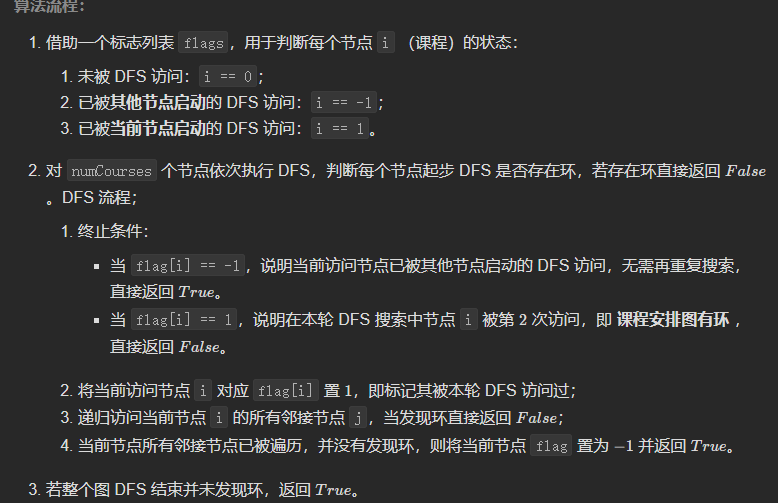 算法流程：
1. 借助一个标志列表 flags，用于判断每个节点 i （课程）的状态：
1. 未被 DFS 访问：i == 0；
2. 已被其他节点启动的 DFS 访问：i == -1；
3. 已被当前节点启动的 DFS 访问：i == 1。
2. 对 numCourses 个节点依次执行 DFS，判断每个节点起步 DFS 是否存在环，若存在环直接返回 False
。DFS 流程；
1. 终止条件：
▪ 当 flag[i] == -1，说明当前访问节点已被其他节点启动的 DFS 访问，无需再重复搜索，
直接返回 True。
▪ 当 flag[i] == 1，说明在本轮 DFS 搜索中节点 i 被第 2 次访问，即 课程安排图有环 ，
直接返回 False。
2. 将当前访问节点 i 对应 flag[i] 置 1，即标记其被本轮 DFS 访问过；
3. 递归访问当前节点 i 的所有邻接节点 j，当发现环直接返回 False；
4. 当前节点所有邻接节点已被遍历，并没有发现环，则将当前节点 flag 置为 −1 并返回 True。
3. 若整个图 DFS 结束并未发现环，返回 True。